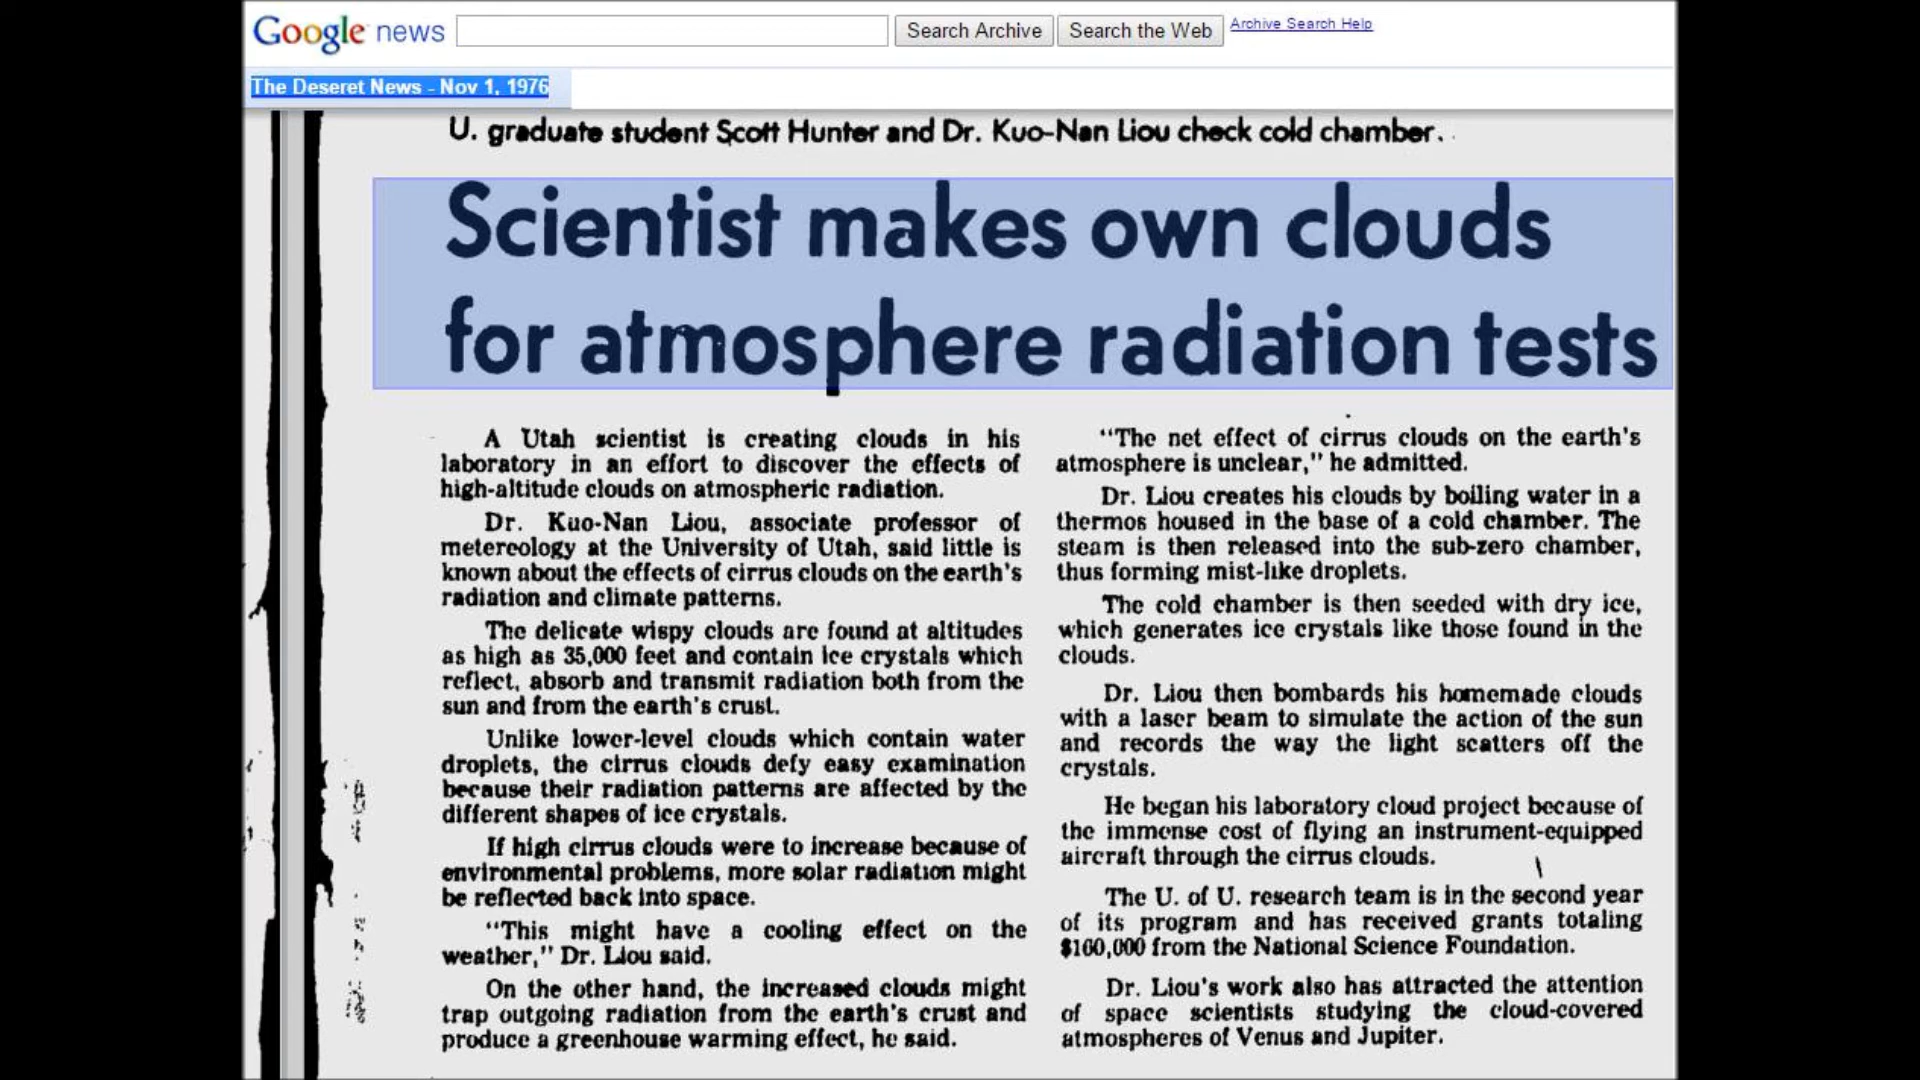 Google news
Search Archive
Search the Web
Archive Search Help
The Deseret News - Nov 1, 1976
U. graduate student Scott Hunter and Dr. Kuo-Nan Liou check cold chamber.
Scientist makes own clouds
for atmosphere radiation tests
A Utah scientist is creating clouds in his
laboratory in an effort to discover the effects of
high-altitude clouds on atmospheric radiation.
Dr. Kuo-Nan Liou, associate professor of
metereology at the University of Utah, said little is
known about the effects of cirrus clouds on the earth's
radiation and climate patterns.
The delicate wispy clouds are found at altitudes
as high as 35,000 feet and contain ice crystals which
reflect, absorb and transmit radiation both from the
sun and from the earth's crust.
Unlike lower-level clouds which contain water
droplets, the cirrus clouds defy easy examination
because their radiation patterns are affected by the
different shapes of ice crystals.
If high cirrus clouds were to increase because of
environmental problems, more solar radiation might
be reflected back into space.
"This might have a cooling effect on the
weather," Dr. Liou said.
On the other hand, the increased clouds might
trap outgoing radiation from the earth's crust and
produce a greenhouse warming effect, he said.
"The net effect of cirrus clouds on the earth's
atmosphere is unclear," he admitted.
Dr. Liou creates his clouds by boiling water in a
thermos housed in the base of a cold chamber. The
steam is then released into the sub-zero chamber,
thus forming mist-like droplets.
The cold chamber is then seeded with dry ice,
which generates ice crystals like those found in the
clouds.
Dr. Liou then bombards his homemade clouds
with a laser beam to simulate the action of the sun
and records the way the light scatters off the
crystals.
He began his laboratory cloud project because of
the immense cost of flying an instrument-equipped
aircraft through the cirrus clouds.
The U. of U. research team is in the second year
of its program and has received grants totaling
$160,000 from the National Science Foundation.
Dr. Liou's work also has attracted the attention
of space scientists studying the cloud-covered
atmospheres of Venus and Jupiter.